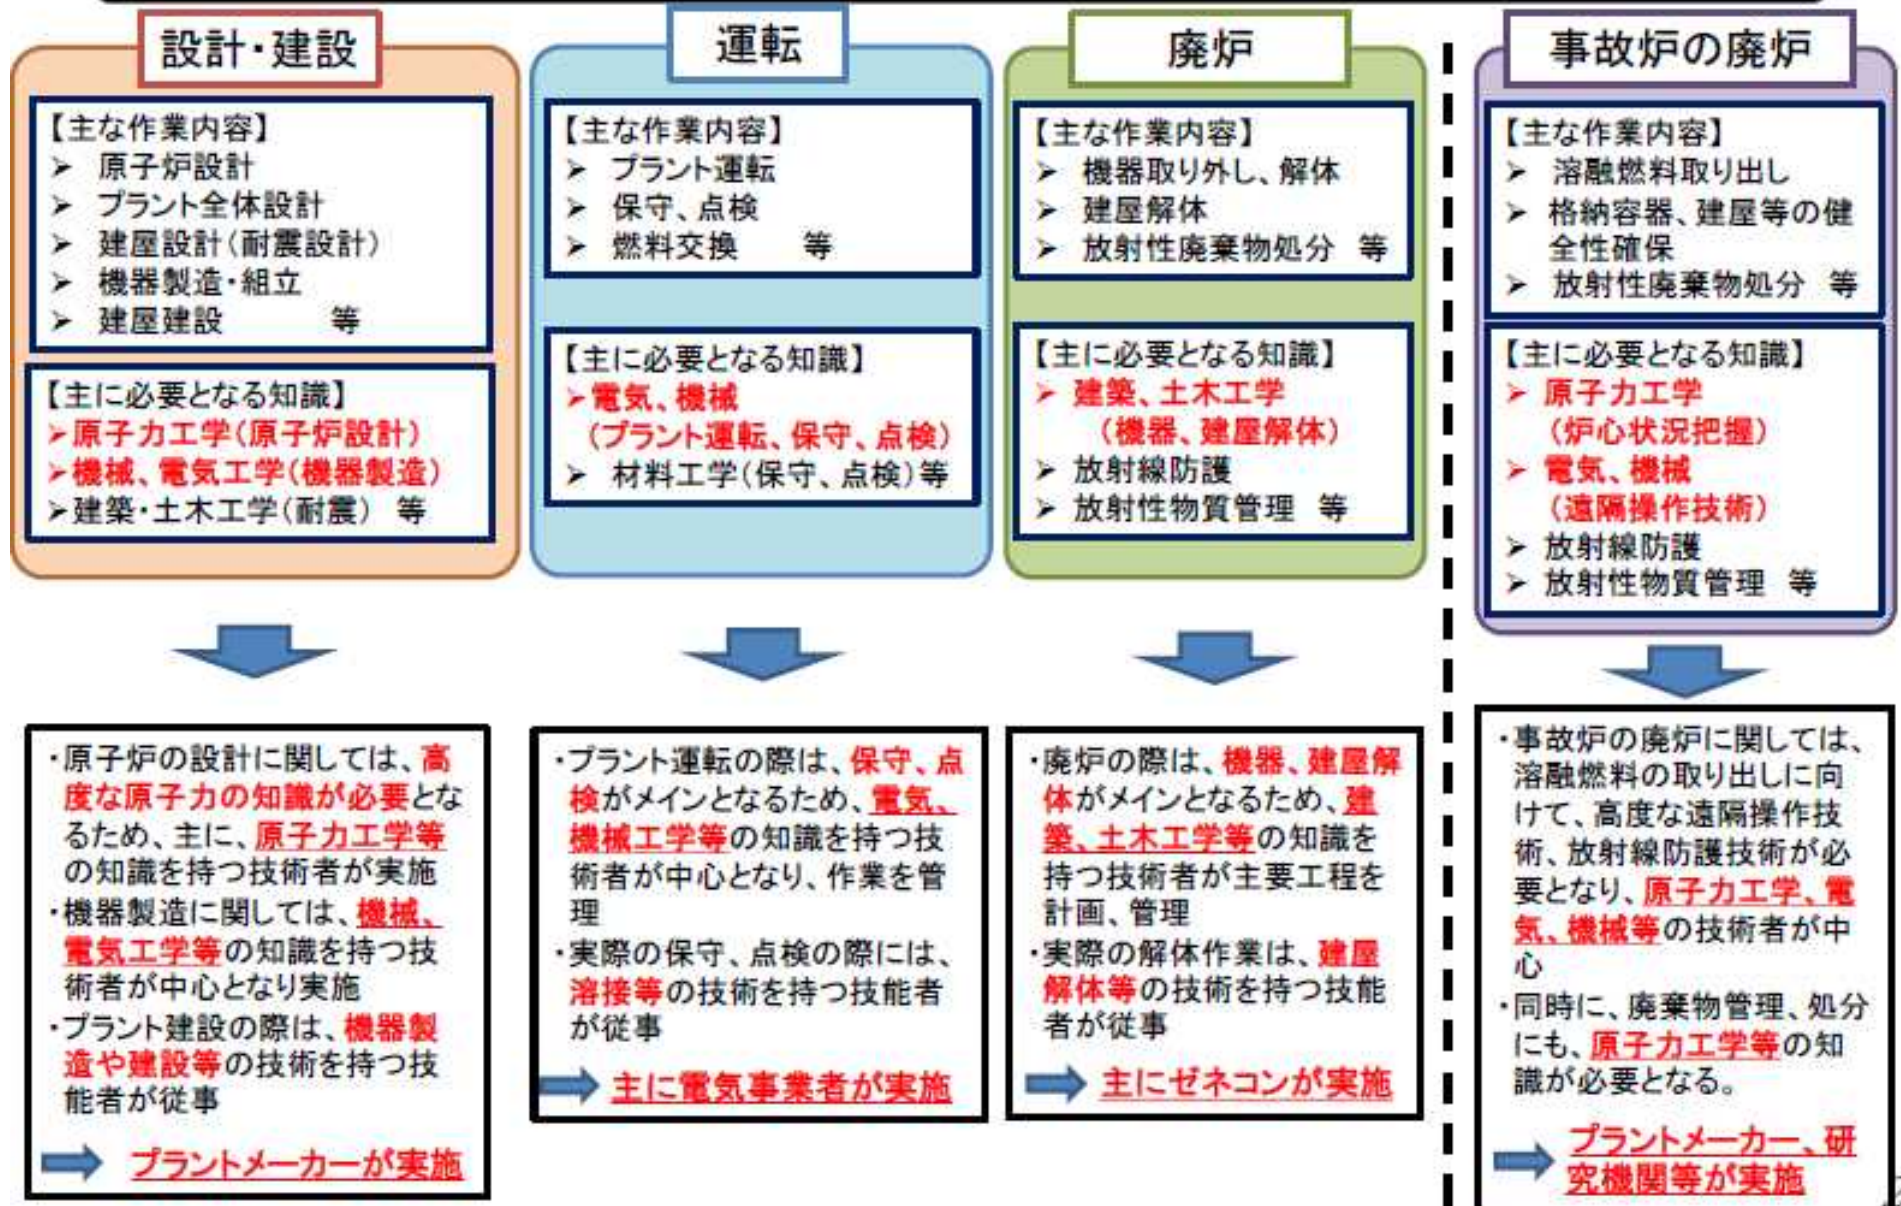 設計・建設
【主な作業内容】
➢ 原子炉設計
➢ プラント全体設計
➢ 建屋設計(耐震設計)
➢ 機器製造・組立
➢ 建屋建設 等
【主に必要となる知識】
➢原子力工学(原子炉設計)
➢機械、電気工学(機器製造)
➢建築・土木工学(耐震) 等
・原子炉の設計に関しては、高
度な原子力の知識が必要とな
るため、主に、原子力工学等
の知識を持つ技術者が実施
・機器製造に関しては、機械、
電気工学等の知識を持つ技
術者が中心となり実施
・プラント建設の際は、機器製
造や建設等の技術を持つ技
能者が従事
プラントメーカーが実施
運転
【主な作業内容】
➢ プラント運転
➢ 保守、点検
➢ 燃料交換 等
【主に必要となる知識】
➢電気、機械
(プラント運転、保守、点検)
➢ 材料工学(保守、点検)等
・プラント運転の際は、保守、点
検がメインとなるため、電気、
機械工学等の知識を持つ技
術者が中心となり、作業を管
理
・実際の保守、点検の際には、
溶接等の技術を持つ技能者
が従事
主に電気事業者が実施
廃炉
【主な作業内容】
➢ 機器取り外し、解体
➢ 建屋解体
➢ 放射性廃棄物処分 等
【主に必要となる知識】
➢ 建築、土木工学
(機器、建屋解体)
➢ 放射線防護
➢ 放射性物質管理 等
・廃炉の際は、機器、建屋解
体がメインとなるため、建
築、土木工学等の知識を
持つ技術者が主要工程を
計画、管理
・実際の解体作業は、建屋
解体等の技術を持つ技能
者が従事
主にゼネコンが実施
事故炉の廃炉
【主な作業内容】
➢ 溶融燃料取り出し
➢ 格納容器、建屋等の健
全性確保
➢ 放射性廃棄物処分 等
【主に必要となる知識】
➢ 原子力工学
(炉心状況把握)
➢ 電気、機械
(遠隔操作技術)
➢ 放射線防護
➢ 放射性物質管理 等
・事故炉の廃炉に関しては、
溶融燃料の取り出しに向
けて、高度な遠隔操作技
術、放射線防護技術が必
要となり、原子力工学、電
気、機械等の技術者が中
心
・同時に、廃棄物管理、処分
にも、原子力工学等の知
識が必要となる。
プラントメーカー、研
究機関等が実施